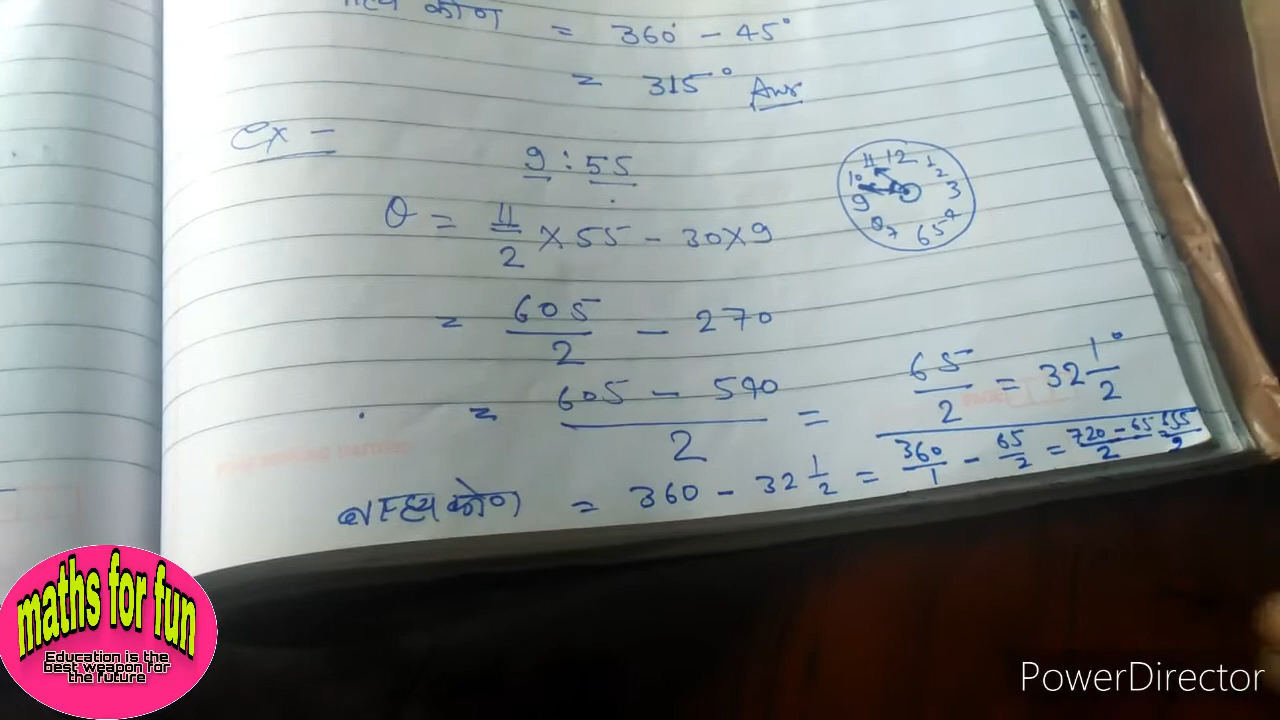 बाह्य कोण = 360° - 45°
= 315° Ans
Ex -
9 : 55
θ = 11/2 × 55 - 30×9
= 605/2 - 270
= 605 - 540/2 = 65/2 = 32 1/2°
बाह्य कोण = 360 - 32 1/2 = 360/1 - 65/2 = 720 - 65/2 655/2
11 12 1
10 2
9 3
8 7 6 5 4
maths for fun
Education is the
best weapon for
the future
PowerDirector